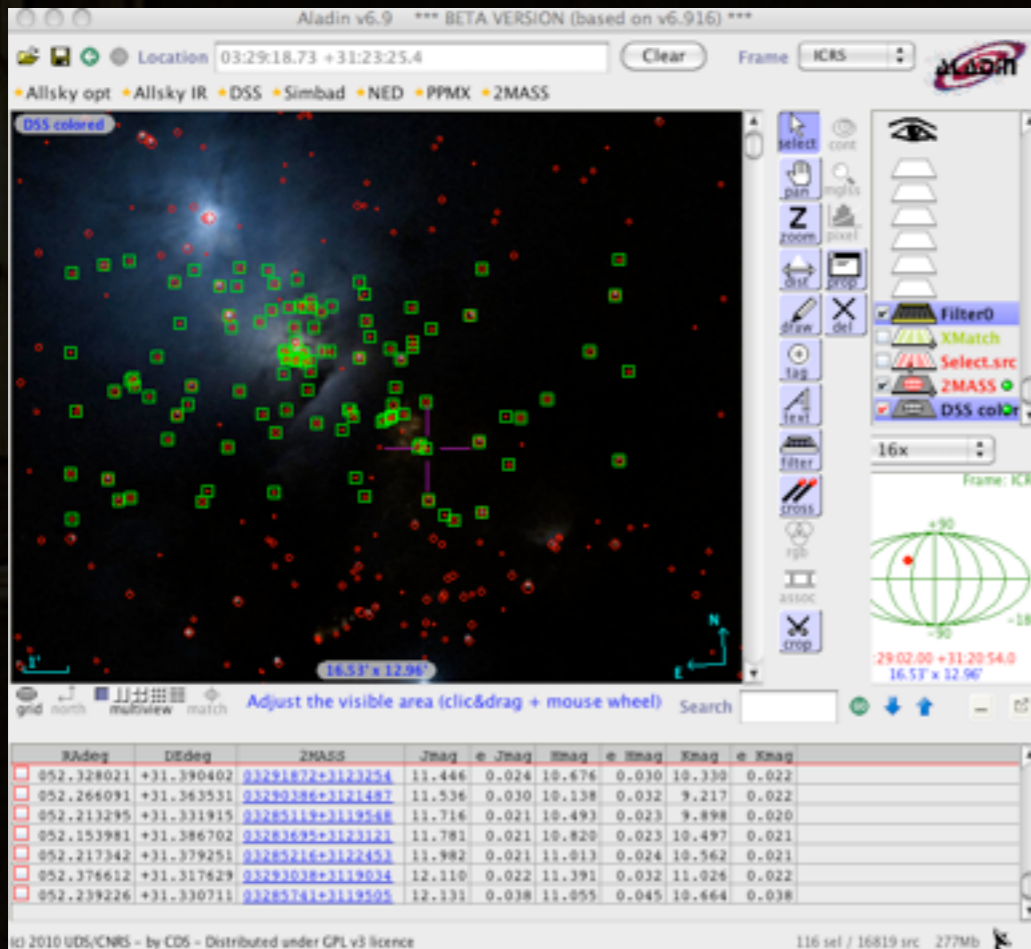 Aladin v6.9 *** BETA VERSION (based on v6.916) ***
Location 03:29:18.73 +31:23:25.4 Clear Frame ICRS
Aladin
Allsky opt Allsky IR DSS Simbad NED PPMX 2MASS
DSS colored
select cont
pan mglss
Z
zoom pixel
dist prop
draw del
tag
text
filter
cross
rgb
assoc
crop
Filter0
XMatch
Select.src
2MASS
DSS color
16x
Frame: ICR
+90
-18
-90
:29:02.00 +31:20:54.0
16.53' x 12.96'
1'
16.53' x 12.96'
N
E
grid north multiview match Adjust the visible area (clic&drag + mouse wheel) Search
RAdeg DEdeg 2MASS Jmag e_Jmag Hmag e_Hmag Kmag e_Kmag
052.328021 +31.390402 03291872+3123254 11.446 0.024 10.676 0.030 10.330 0.022
052.266091 +31.363531 03290386+3121487 11.536 0.030 10.138 0.032 9.217 0.022
052.213295 +31.331915 03285119+3119548 11.716 0.021 10.493 0.023 9.898 0.020
052.153981 +31.386702 03283695+3123121 11.781 0.021 10.820 0.023 10.497 0.021
052.217342 +31.379251 03285216+3122453 11.982 0.021 11.013 0.024 10.562 0.021
052.376612 +31.317629 03293038+3119034 12.110 0.022 11.391 0.032 11.026 0.022
052.239226 +31.330711 03285741+3119505 12.131 0.038 11.055 0.045 10.664 0.038
(c) 2010 UDS/CNRS - by CDS - Distributed under GPL v3 licence 116 sel / 16819 src 277Mb